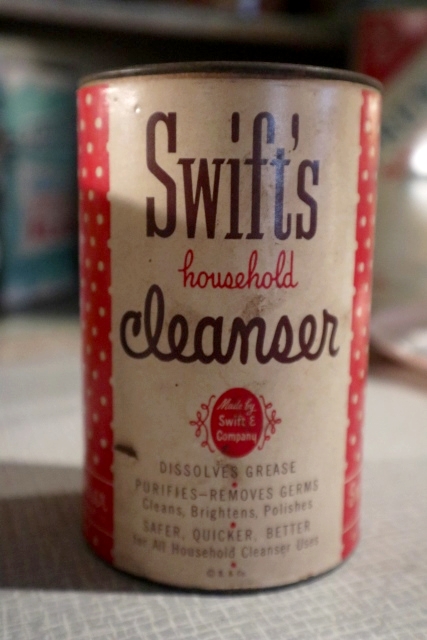 Swift's
household
cleanser
Made by
Swift &
Company
DISSOLVES GREASE
PURIFIES—REMOVES GERMS
Cleans, Brightens, Polishes
SAFER, QUICKER, BETTER
for All Household Cleanser Uses